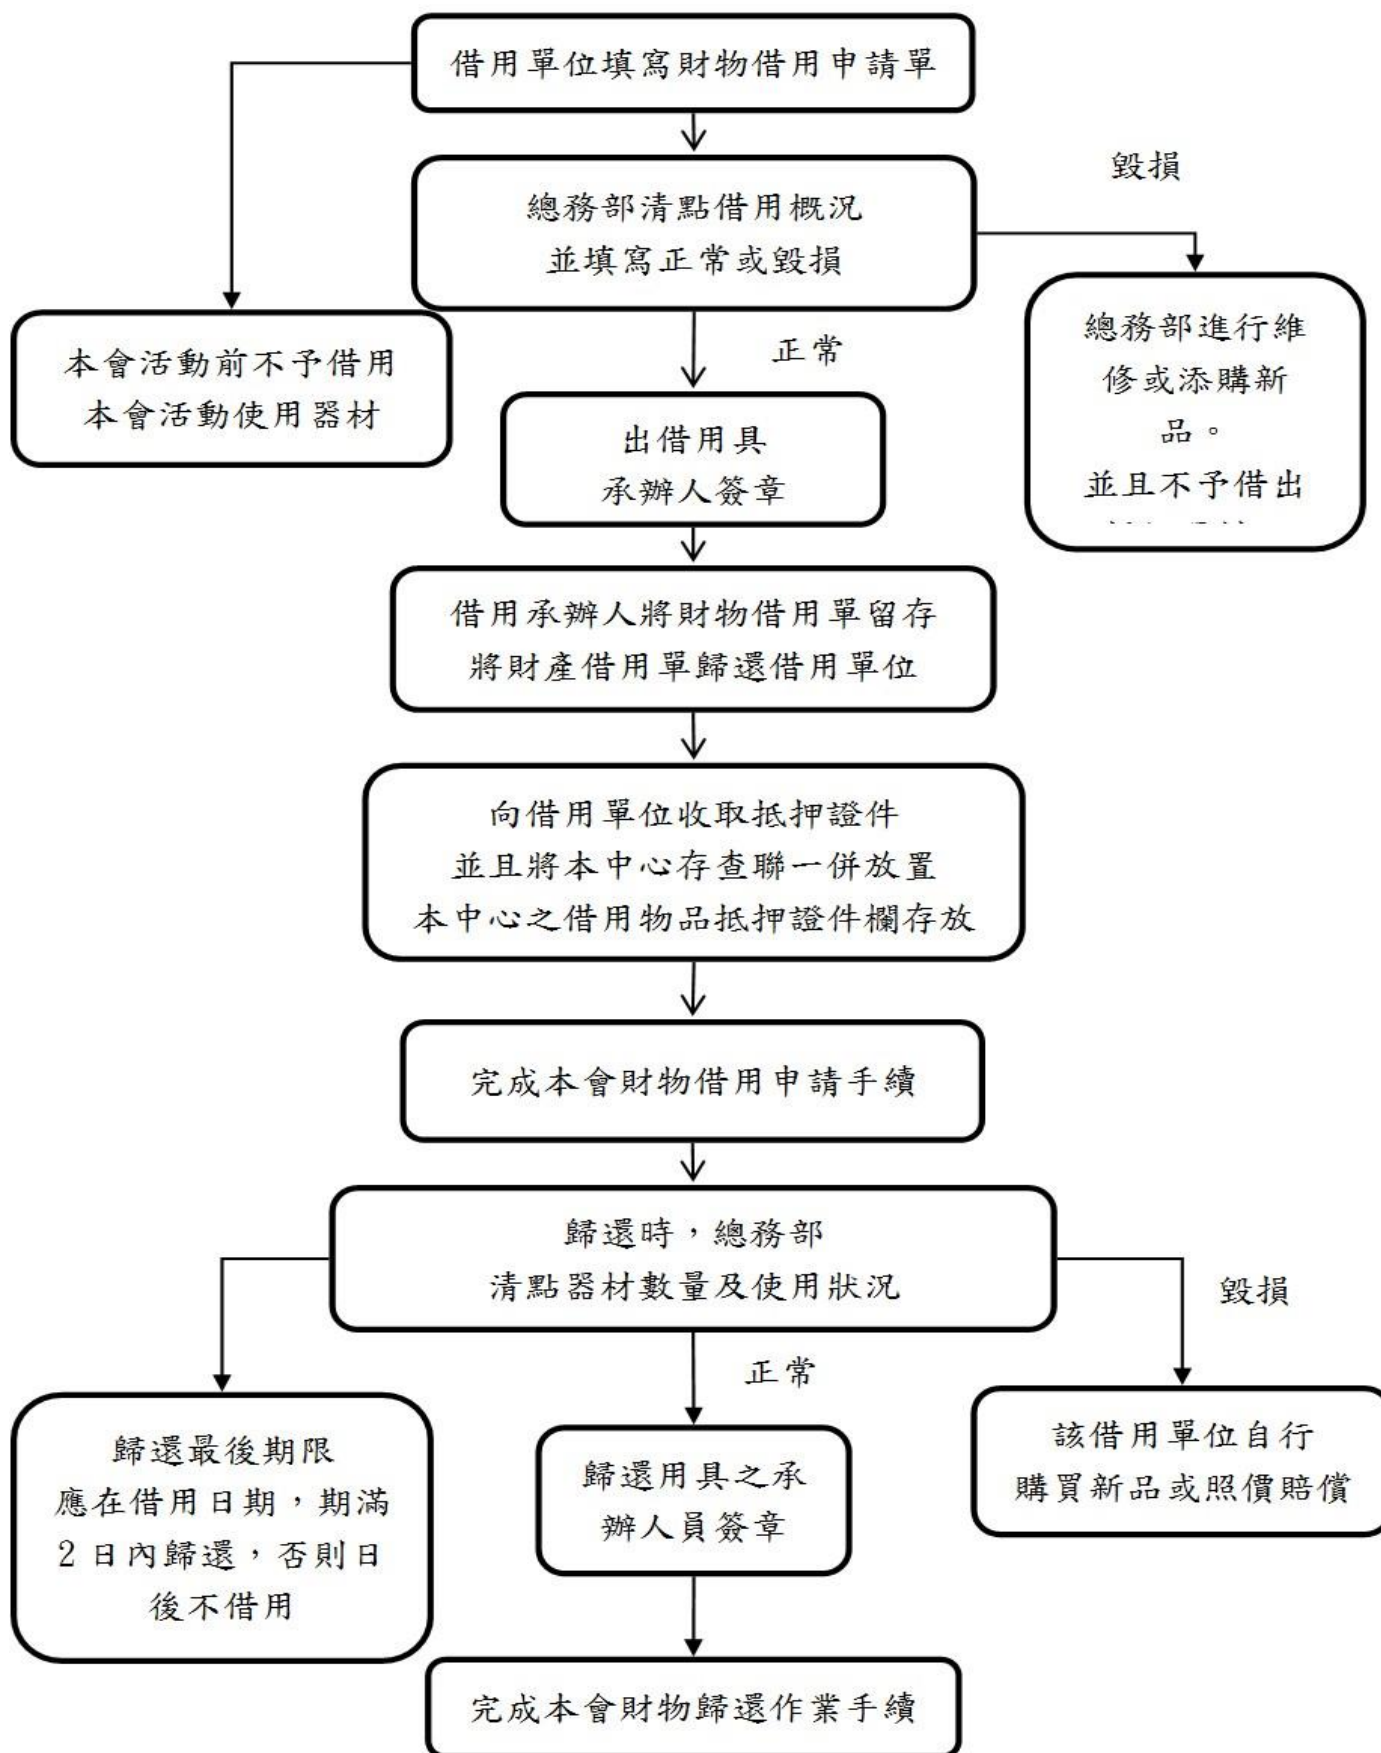 借用單位填寫財物借用申請單
總務部清點借用概況
並填寫正常或毀損
毀損
本會活動前不予借用
本會活動使用器材
正常
總務部進行維
修或添購新
品。
並且不予借出
出借用具
承辦人簽章
借用承辦人將財物借用單留存
將財產借用單歸還借用單位
向借用單位收取抵押證件
並且將本中心存查聯一併放置
本中心之借用物品抵押證件欄存放
完成本會財物借用申請手續
歸還時，總務部
清點器材數量及使用狀況
毀損
正常
歸還最後期限
應在借用日期，期滿
2日內歸還，否則日
後不借用
歸還用具之承
辦人員簽章
該借用單位自行
購買新品或照價賠償
完成本會財物歸還作業手續